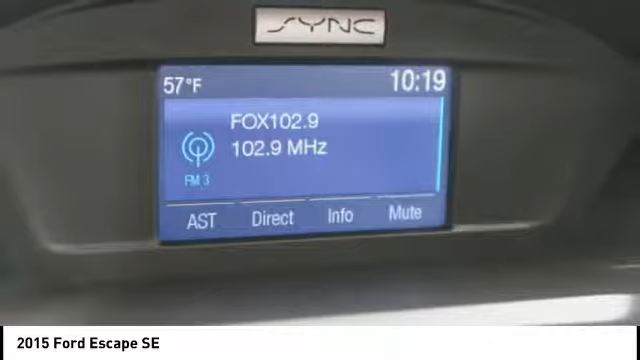 SYNC
57°F 10:19
FOX102.9
102.9 MHz
FM 3
AST Direct Info Mute
2015 Ford Escape SE